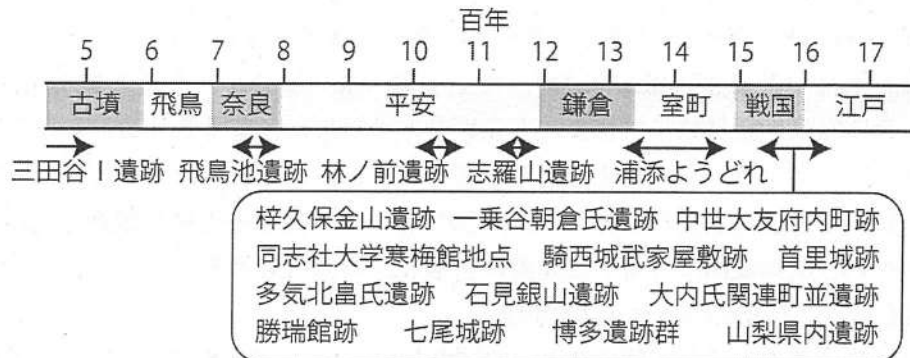 百年
5 6 7 8 9 10 11 12 13 14 15 16 17
古墳 飛鳥 奈良 平安 鎌倉 室町 戦国 江戸
三田谷Ⅰ遺跡 飛鳥池遺跡 林ノ前遺跡 志羅山遺跡 浦添ようどれ
梓久保金山遺跡 一乗谷朝倉氏遺跡 中世大友府内町跡
同志社大学寒梅館地点 騎西城武家屋敷跡 首里城跡
多気北畠氏遺跡 石見銀山遺跡 大内氏関連町並遺跡
勝瑞館跡 七尾城跡 博多遺跡群 山梨県内遺跡